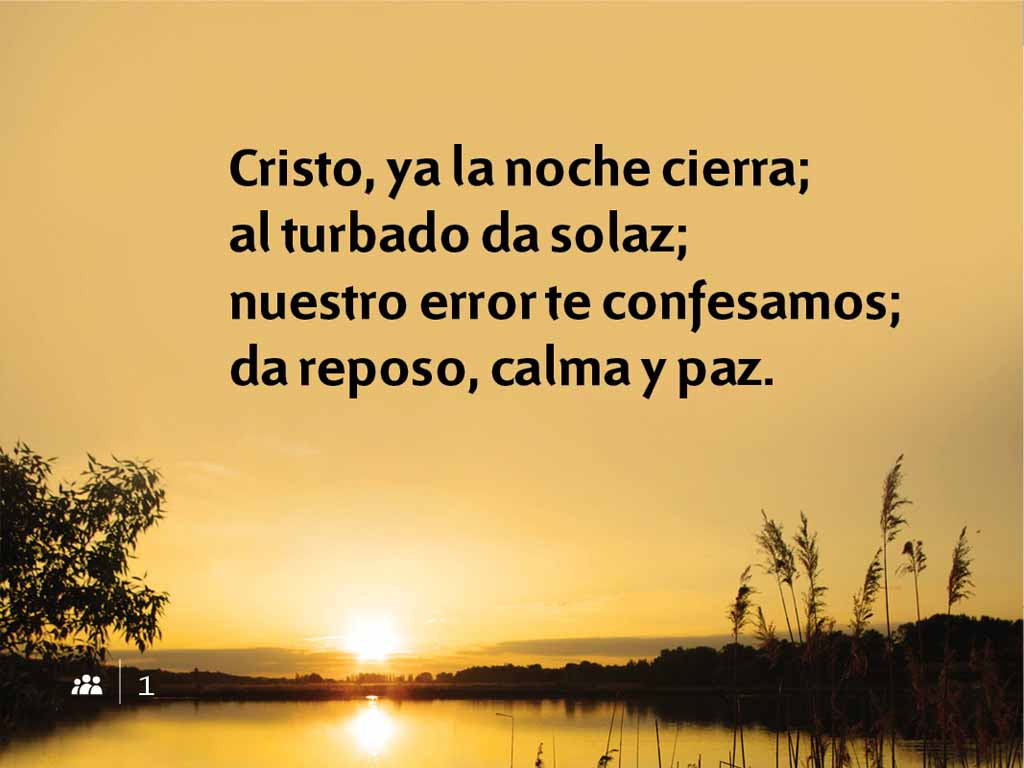 Cristo, ya la noche cierra;
al turbado da solaz;
nuestro error te confesamos;
da reposo, calma y paz.
1